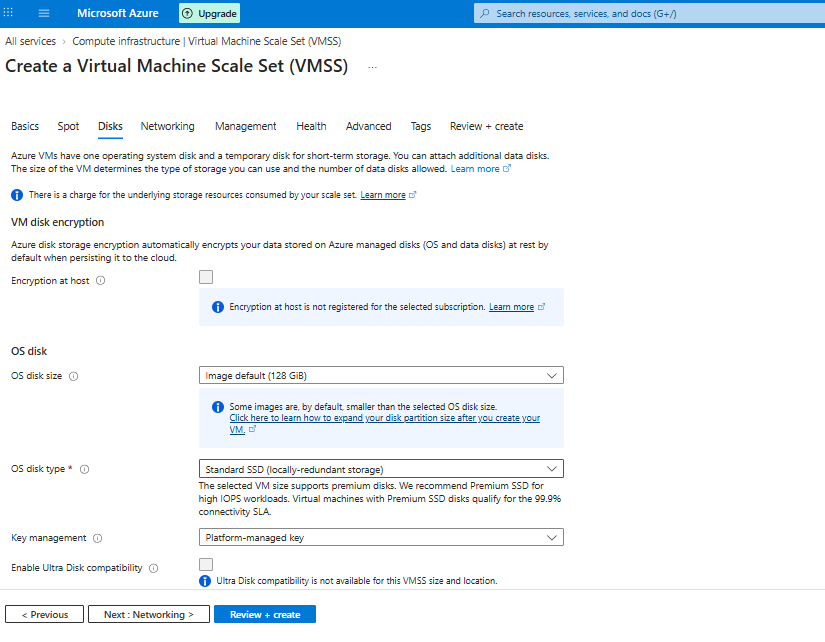 Microsoft Azure
Upgrade
Search resources, services, and docs (G+/)
All services > Compute infrastructure | Virtual Machine Scale Set (VMSS)
Create a Virtual Machine Scale Set (VMSS) ...
Basics Spot Disks Networking Management Health Advanced Tags Review + create
Azure VMs have one operating system disk and a temporary disk for short-term storage. You can attach additional data disks.
The size of the VM determines the type of storage you can use and the number of data disks allowed. Learn more
There is a charge for the underlying storage resources consumed by your scale set. Learn more
VM disk encryption
Azure disk storage encryption automatically encrypts your data stored on Azure managed disks (OS and data disks) at rest by
default when persisting it to the cloud.
Encryption at host
Encryption at host is not registered for the selected subscription. Learn more
OS disk
OS disk size
Image default (128 GiB)
Some images are, by default, smaller than the selected OS disk size.
Click here to learn how to expand your disk partition size after you create your
VM.
OS disk type *
Standard SSD (locally-redundant storage)
The selected VM size supports premium disks. We recommend Premium SSD for
high IOPS workloads. Virtual machines with Premium SSD disks qualify for the 99.9%
connectivity SLA.
Key management
Platform-managed key
Enable Ultra Disk compatibility
Ultra Disk compatibility is not available for this VMSS size and location.
< Previous
Next : Networking >
Review + create